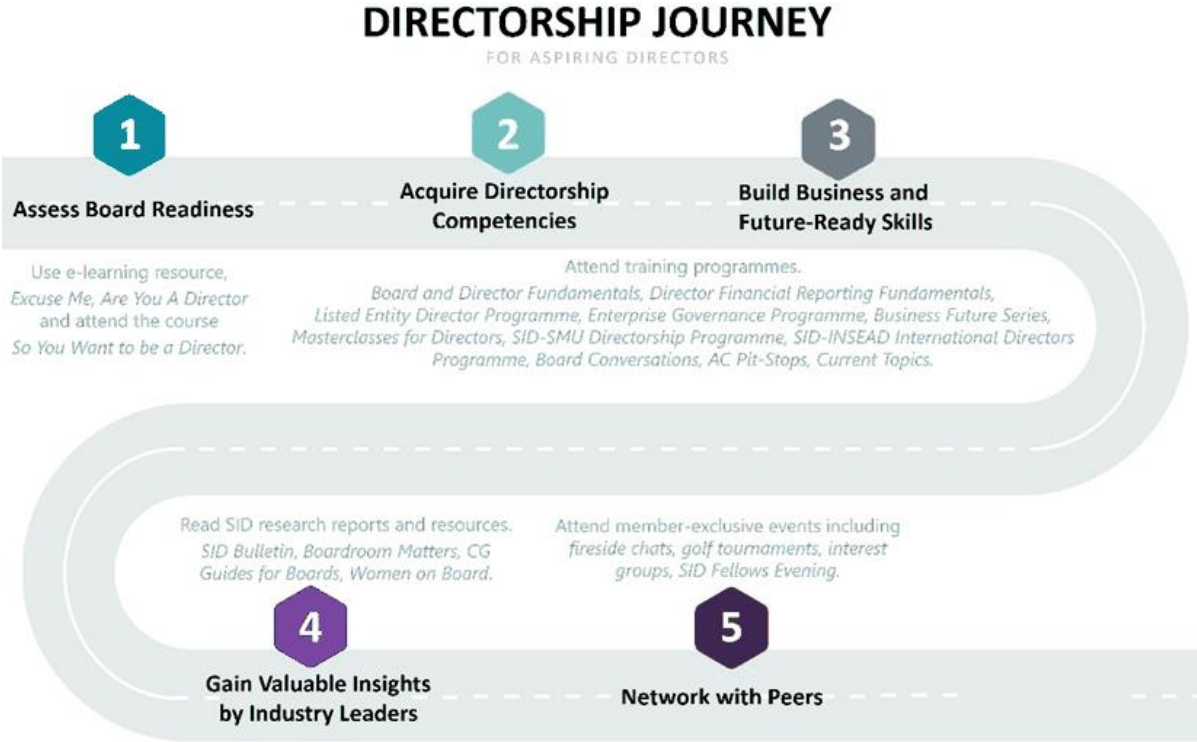 DIRECTORSHIP JOURNEY
FOR ASPIRING DIRECTORS
1
Assess Board Readiness
Use e-learning resource,
Excuse Me, Are You A Director
and attend the course
So You Want to be a Director.
2
Acquire Directorship
Competencies
3
Build Business and
Future-Ready Skills
Attend training programmes.
Board and Director Fundamentals, Director Financial Reporting Fundamentals,
Listed Entity Director Programme, Enterprise Governance Programme, Business Future Series,
Masterclasses for Directors, SID-SMU Directorship Programme, SID-INSEAD International Directors
Programme, Board Conversations, AC Pit-Stops, Current Topics.
Read SID research reports and resources.
SID Bulletin, Boardroom Matters, CG
Guides for Boards, Women on Board.
4
Gain Valuable Insights
by Industry Leaders
Attend member-exclusive events including
fireside chats, golf tournaments, interest
groups, SID Fellows Evening.
5
Network with Peers